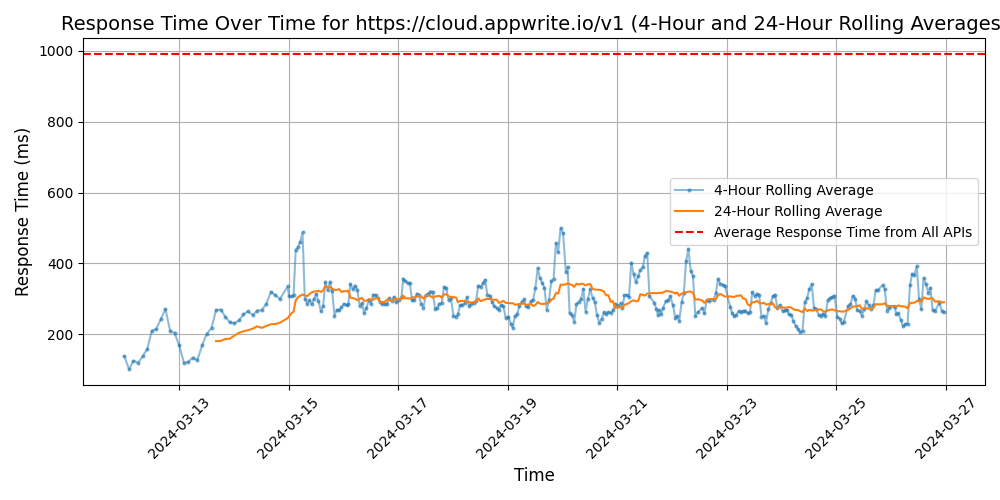 Response Time Over Time for https://cloud.appwrite.io/v1 (4-Hour and 24-Hour Rolling Averages
1000
800
600
400
200
Response Time (ms)
4-Hour Rolling Average
24-Hour Rolling Average
Average Response Time from All APIs
2024-03-13
2024-03-15
2024-03-17
2024-03-19
2024-03-21
2024-03-23
2024-03-25
2024-03-27
Time